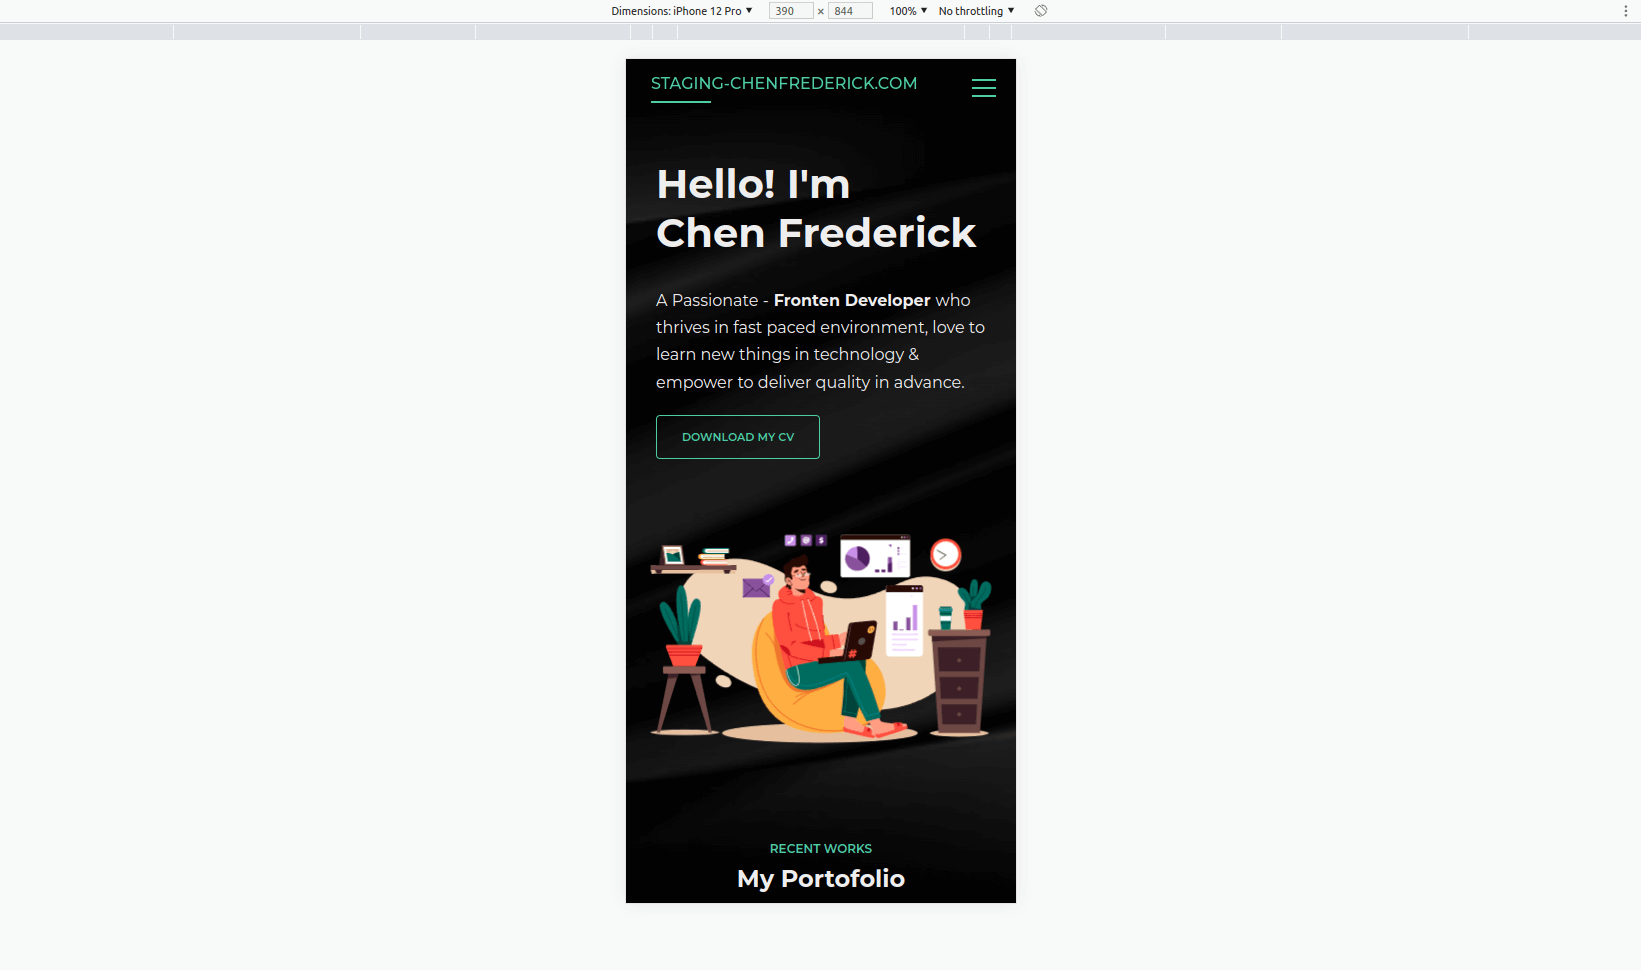 Dimensions: iPhone 12 Pro ▼ 390 × 844 100% ▼ No throttling ▼
STAGING-CHENFREDERICK.COM
Hello! I'm
Chen Frederick
A Passionate - Fronten Developer who
thrives in fast paced environment, love to
learn new things in technology &
empower to deliver quality in advance.
DOWNLOAD MY CV
RECENT WORKS
My Portofolio